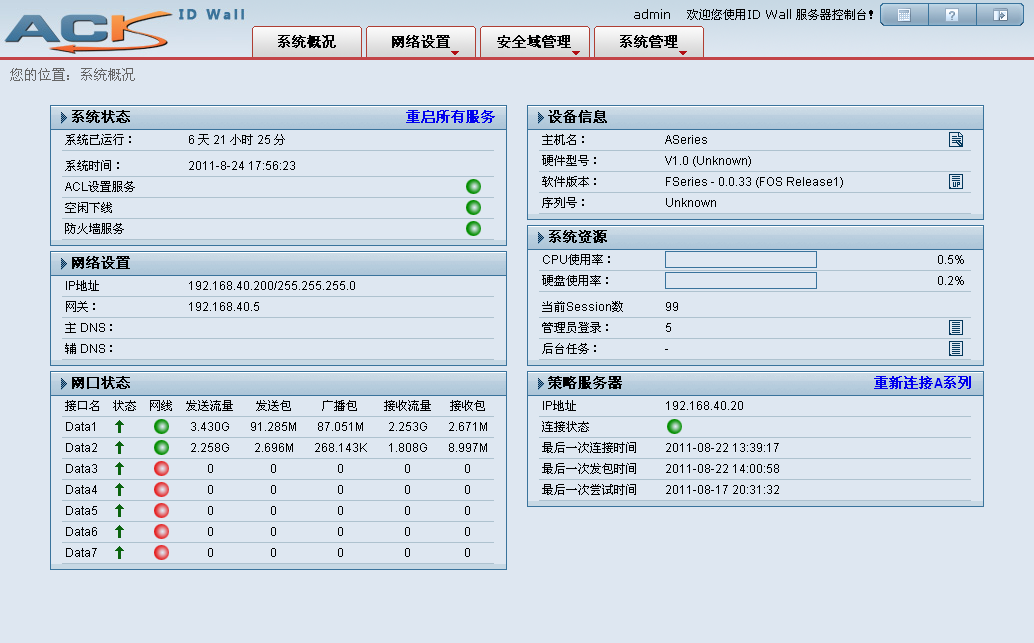 ACK ID Wall
admin 欢迎您使用ID Wall 服务器控制台!
系统概况 网络设置 安全域管理 系统管理
您的位置：系统概况
系统状态 重启所有服务
系统已运行： 6 天 21 小时 25 分
系统时间： 2011-8-24 17:56:23
ACL设置服务
空闲下线
防火墙服务
网络设置
IP地址 192.168.40.200/255.255.255.0
网关： 192.168.40.5
主 DNS：
辅 DNS：
网口状态
接口名 状态 网线 发送流量 发送包 广播包 接收流量 接收包
Data1 3.430G 91.285M 87.051M 2.253G 2.671M
Data2 2.258G 2.696M 268.143K 1.808G 8.997M
Data3 0 0 0 0 0
Data4 0 0 0 0 0
Data5 0 0 0 0 0
Data6 0 0 0 0 0
Data7 0 0 0 0 0
设备信息
主机名： ASeries
硬件型号： V1.0 (Unknown)
软件版本： FSeries - 0.0.33 (FOS Release1) UP
序列号： Unknown
系统资源
CPU使用率： 0.5%
硬盘使用率： 0.2%
当前Session数 99
管理员登录： 5
后台任务： -
策略服务器 重新连接A系列
IP地址 192.168.40.20
连接状态
最后一次连接时间 2011-08-22 13:39:17
最后一次发包时间 2011-08-22 14:00:58
最后一次尝试时间 2011-08-17 20:31:32